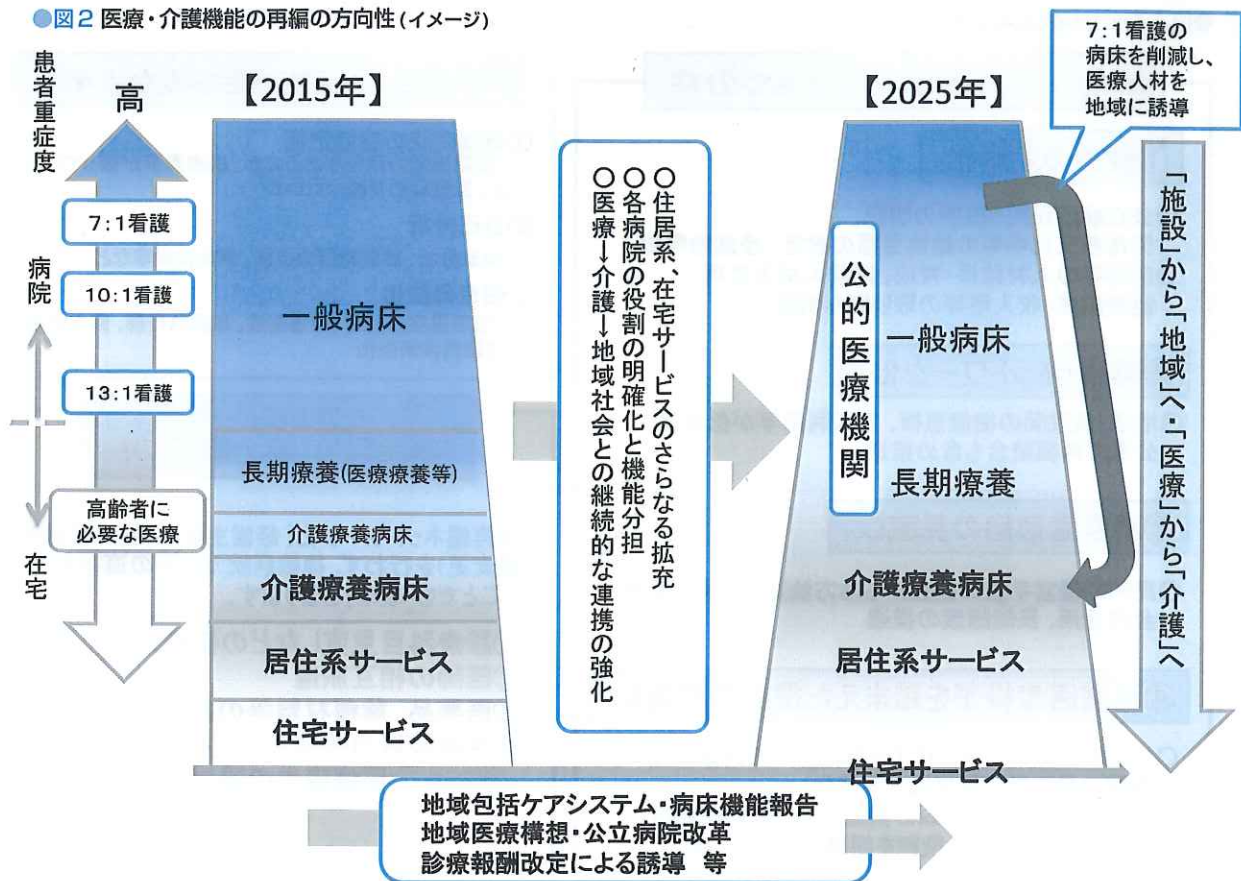 ●図2 医療・介護機能の再編の方向性(イメージ)
患者重症度
高
7:1看護
10:1看護
13:1看護
病院
在宅
高齢者に
必要な医療
【2015年】
一般病床
長期療養(医療療養等)
介護療養病床
介護療養病床
居住系サービス
住宅サービス
○住居系、在宅サービスのさらなる拡充
○各病院の役割の明確化と機能分担
○医療→介護→地域社会との継続的な連携の強化
【2025年】
公的医療機関
一般病床
長期療養
介護療養病床
居住系サービス
住宅サービス
7:1看護の
病床を削減し、
医療人材を
地域に誘導
「施設」から「地域」へ・「医療」から「介護」へ
地域包括ケアシステム・病床機能報告
地域医療構想・公立病院改革
診療報酬改定による誘導 等